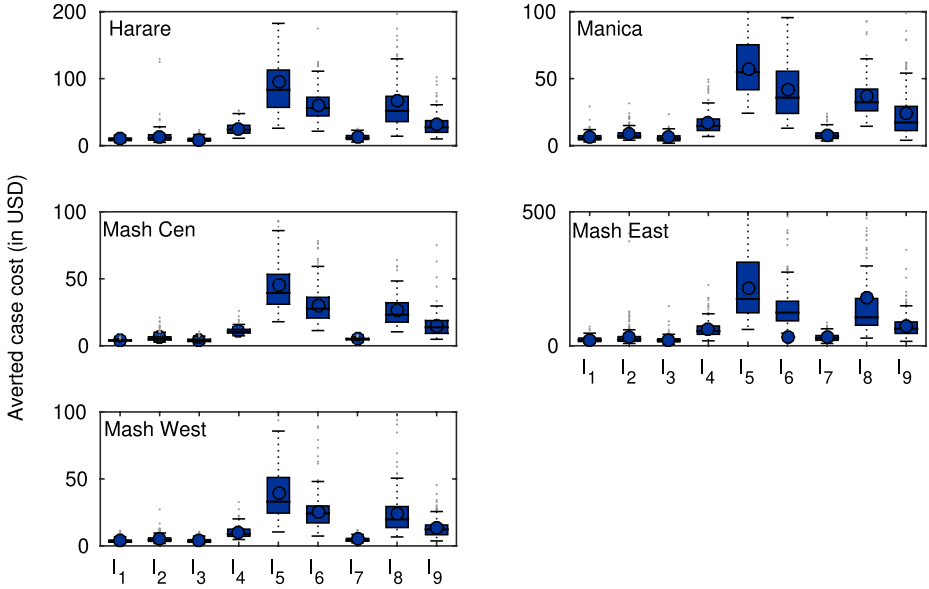 Averted case cost (in USD)
Harare
200
100
0
Manica
100
50
0
Mash Cen
100
50
0
Mash East
500
0
I1 I2 I3 I4 I5 I6 I7 I8 I9
Mash West
100
50
0
I1 I2 I3 I4 I5 I6 I7 I8 I9